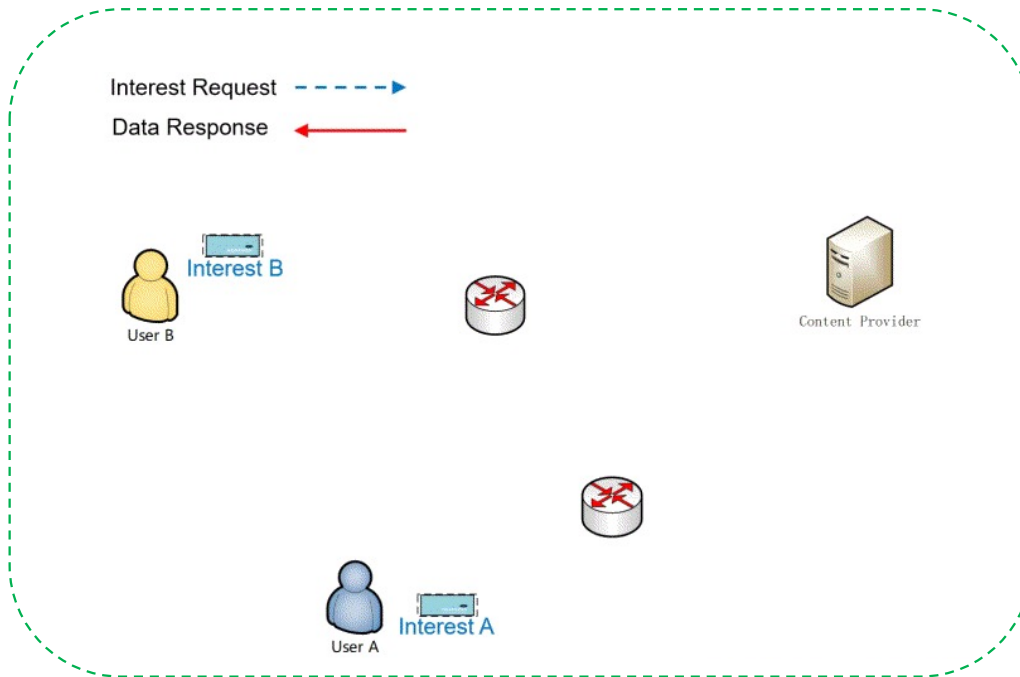 Interest Request
Data Response
Interest B
User B
Content Provider
Interest A
User A